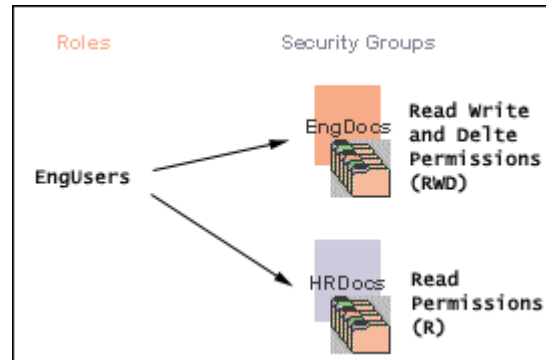 Roles
Security Groups
EngUsers
EngDocs
Read Write
and Delte
Permissions
(RWD)
HRDocs
Read
Permissions
(R)